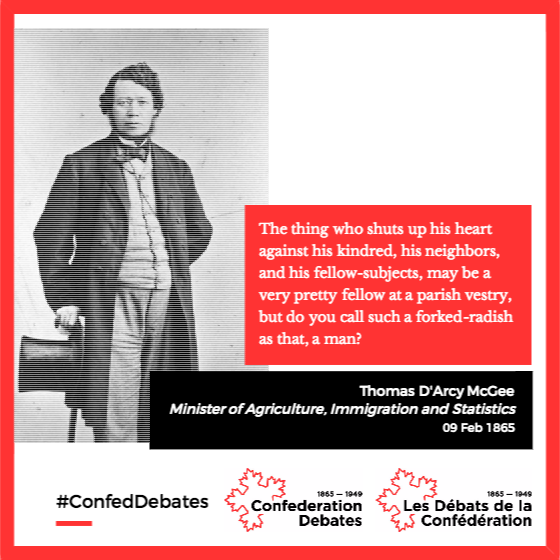 The thing who shuts up his heart
against his kindred, his neighbors,
and his fellow-subjects, may be a
very pretty fellow at a parish vestry,
but do you call such a forked-radish
as that, a man?
Thomas D'Arcy McGee
Minister of Agriculture, Immigration and Statistics
09 Feb 1865
#ConfedDebates
1865 — 1949
Confederation
Debates
1865 — 1949
Les Débats de la
Confédération